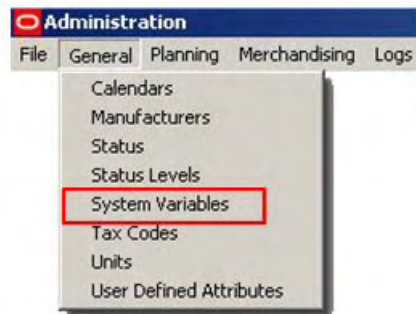 Administration
File General Planning Merchandising Logs
Calendars
Manufacturers
Status
Status Levels
System Variables
Tax Codes
Units
User Defined Attributes